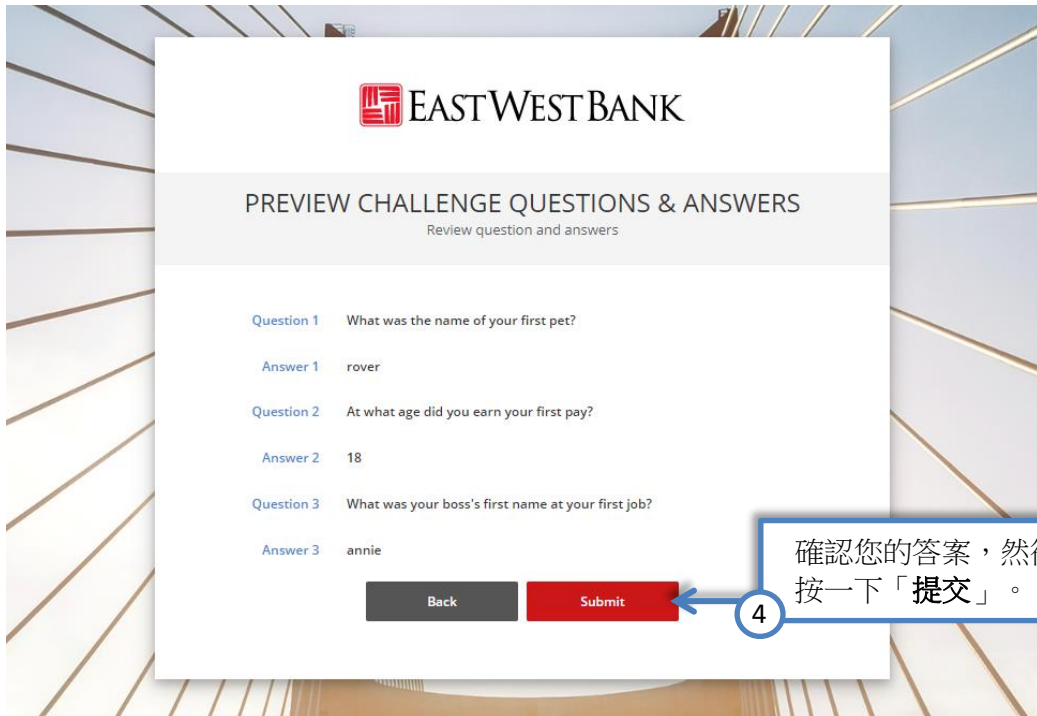 EASTWEST BANK
PREVIEW CHALLENGE QUESTIONS & ANSWERS
Review question and answers
Question 1 What was the name of your first pet?
Answer 1 rover
Question 2 At what age did you earn your first pay?
Answer 2 18
Question 3 What was your boss's first name at your first job?
Answer 3 annie
Back Submit
4
確認您的答案，然
按一下「提交」。